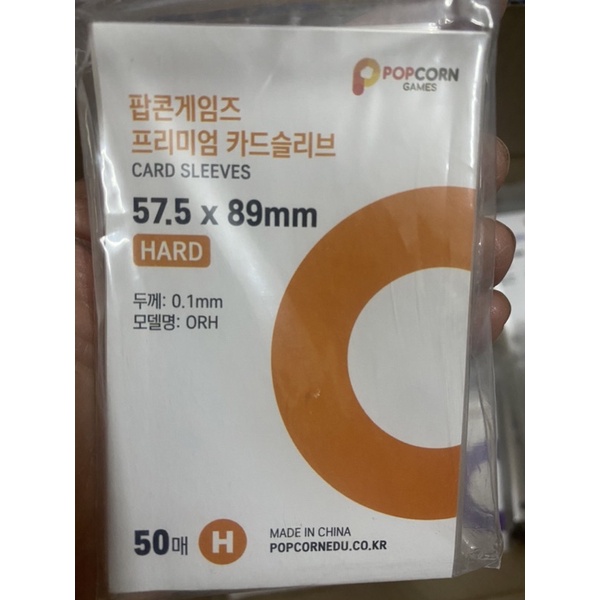 POPCORN
GAMES
팝콘게임즈
프리미엄 카드슬리브
CARD SLEEVES
57.5 x 89mm
HARD
두께: 0.1mm
모델명: ORH
50매
H
MADE IN CHINA
POPCORNEDU.CO.KR